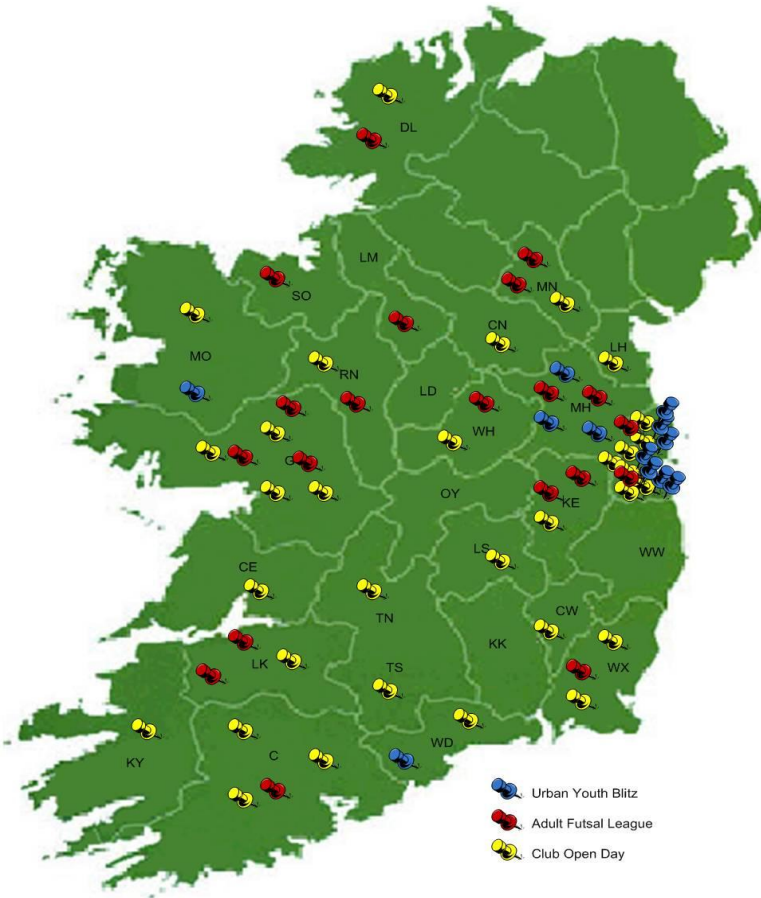 DL
LM
SO
MN
CN
LH
MO
RN
LD
MH
WH
G
OY
KE
LS
WW
CE
TN
CW
KK
LK
TS
WX
WD
C
KY
Urban Youth Blitz
Adult Futsal League
Club Open Day